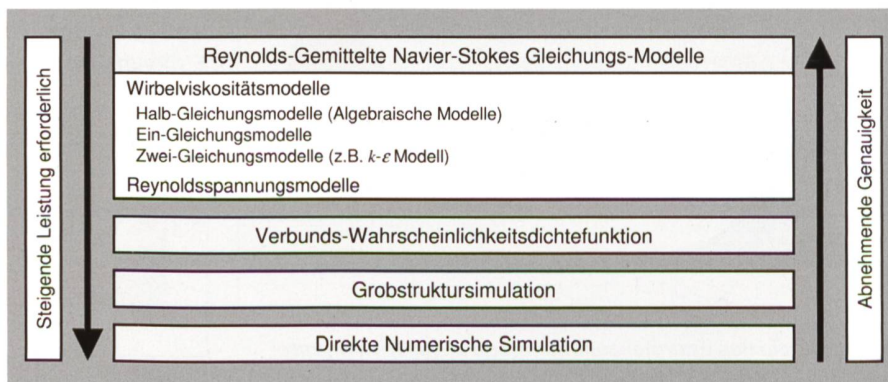 Steigende Leistung erforderlich
Reynolds-Gemittelte Navier-Stokes Gleichungs-Modelle
Wirbelviskositätsmodelle
Halb-Gleichungsmodelle (Algebraische Modelle)
Ein-Gleichungsmodelle
Zwei-Gleichungsmodelle (z.B. k-ε Modell)
Reynoldsspannungsmodelle
Verbunds-Wahrscheinlichkeitsdichtefunktion
Grobstruktursimulation
Direkte Numerische Simulation
Abnehmende Genauigkeit